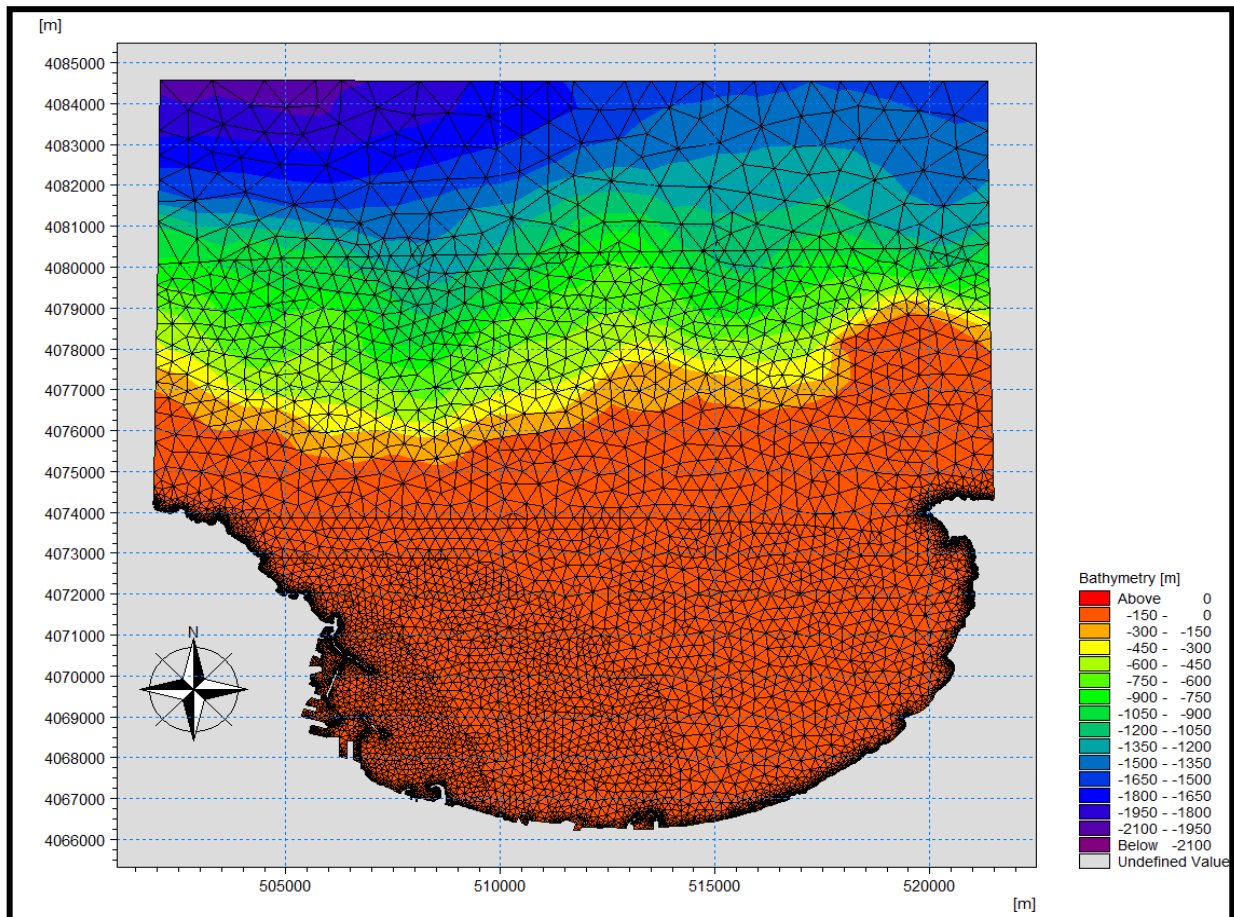 [m]
4085000
4084000
4083000
4082000
4081000
4080000
4079000
4078000
4077000
4076000
4075000
4074000
4073000
4072000
4071000
4070000
4069000
4068000
4067000
4066000
N
505000 510000 515000 520000
[m]
Bathymetry [m]
Above 0
-150 - 0
-300 - -150
-450 - -300
-600 - -450
-750 - -600
-900 - -750
-1050 - -900
-1200 - -1050
-1350 - -1200
-1500 - -1350
-1650 - -1500
-1800 - -1650
-1950 - -1800
-2100 - -1950
Below -2100
Undefined Value